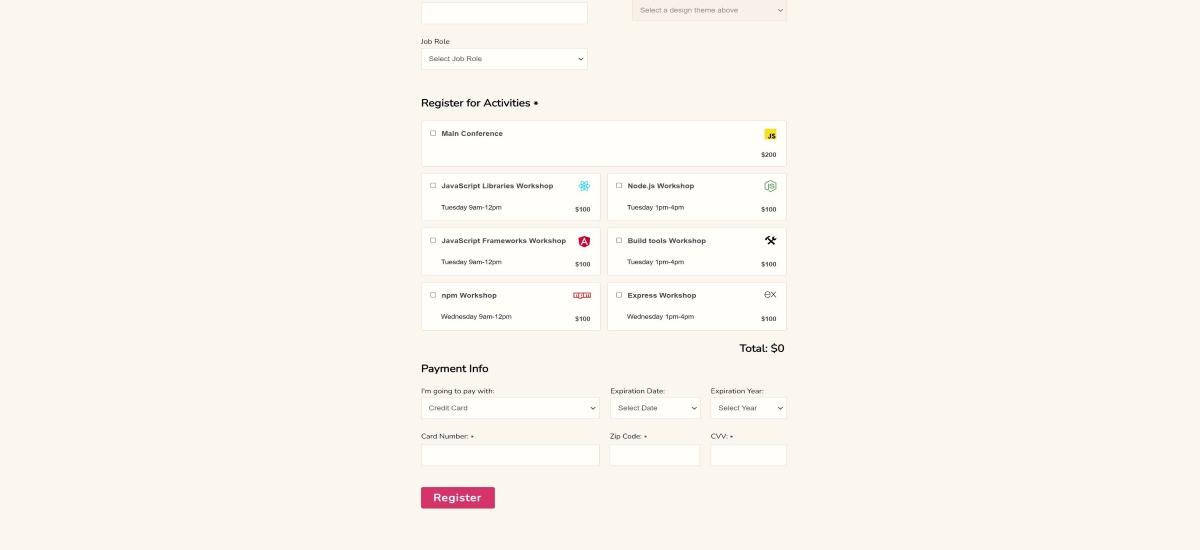 Select a design theme above
Job Role
Select Job Role
Register for Activities *
Main Conference
JS
$200
JavaScript Libraries Workshop
Tuesday 9am-12pm
$100
Node.js Workshop
JS
Tuesday 1pm-4pm
$100
JavaScript Frameworks Workshop
A
Tuesday 9am-12pm
$100
Build tools Workshop
Tuesday 1pm-4pm
$100
npm Workshop
npm
Wednesday 9am-12pm
$100
Express Workshop
ex
Wednesday 1pm-4pm
$100
Total: $0
Payment Info
I'm going to pay with:
Credit Card
Expiration Date:
Select Date
Expiration Year:
Select Year
Card Number: *
Zip Code: *
CVV: *
Register